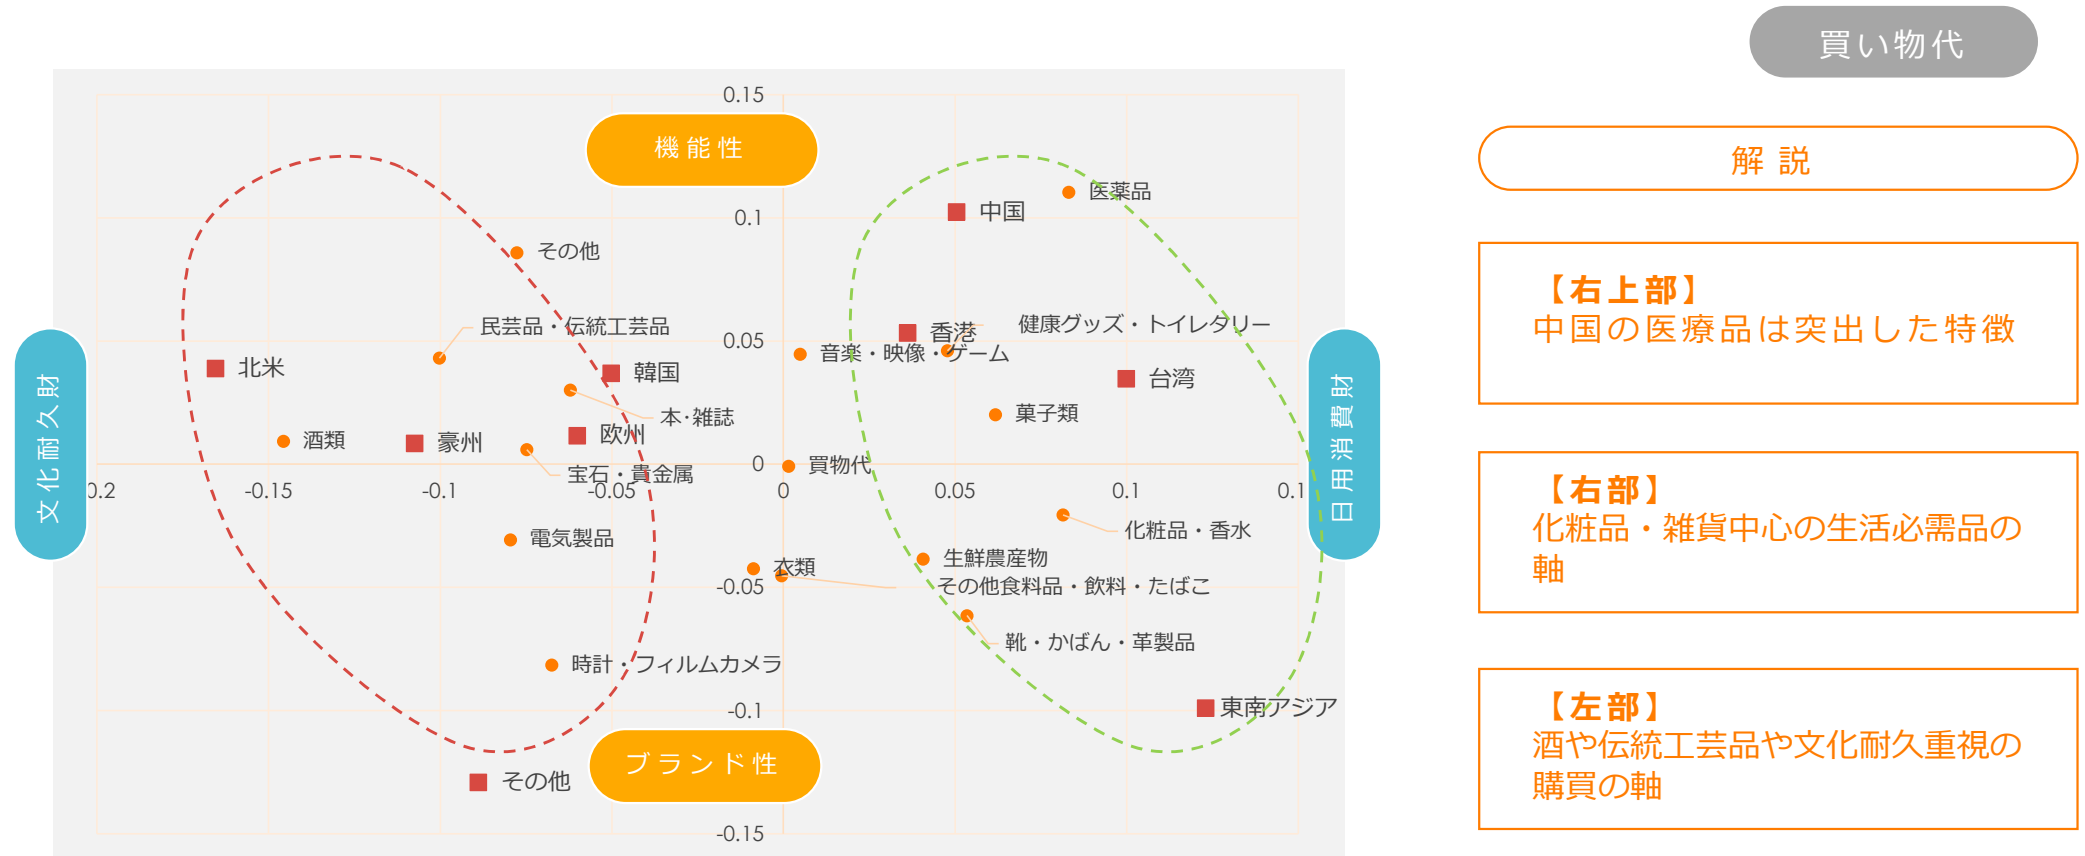 買い物代
0.15
機能性
解説
医薬品
中国
0.1
その他
【右上部】
中国の医療品は突出した特徴
民芸品・伝統工芸品
香港
健康グッズ・トイレタリー
0.05
音楽・映像・ゲーム
北米
韓国
台湾
本・雑誌
菓子類
酒類
豪州
欧州
文化耐久財
日用消費財
0
買物代
宝石・貴金属
0.2
-0.15
-0.1
-0.05
0
0.05
0.1
0.1
【右部】
化粧品・雑貨中心の生活必需品の
軸
化粧品・香水
電気製品
生鮮農産物
衣類
-0.05
その他食料品・飲料・たばこ
靴・かばん・革製品
時計・フィルムカメラ
-0.1
東南アジア
【左部】
酒や伝統工芸品や文化耐久重視の
購買の軸
ブランド性
その他
-0.15